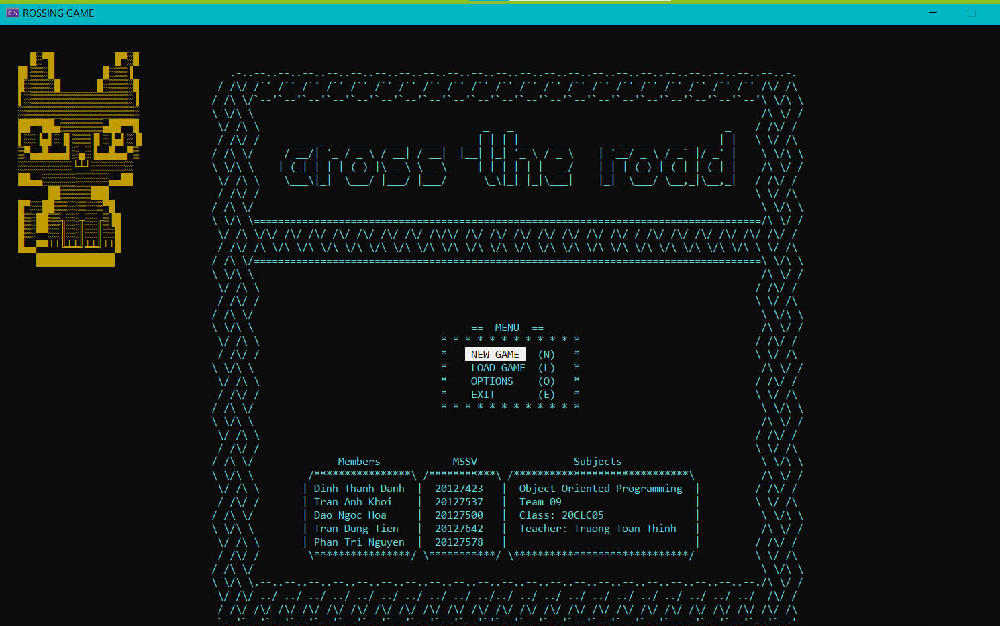 ROSSING GAME
cross the road
== MENU ==
NEW GAME (N)
LOAD GAME (L)
OPTIONS (O)
EXIT (E)
Members MSSV Subjects
Dinh Thanh Danh | 20127423 | Object Oriented Programming
Tran Anh Khoi | 20127537 | Team 09
Dao Ngoc Hoa | 20127500 | Class: 20CLC05
Tran Dung Tien | 20127642 | Teacher: Truong Toan Thinh
Phan Tri Nguyen | 20127578 |